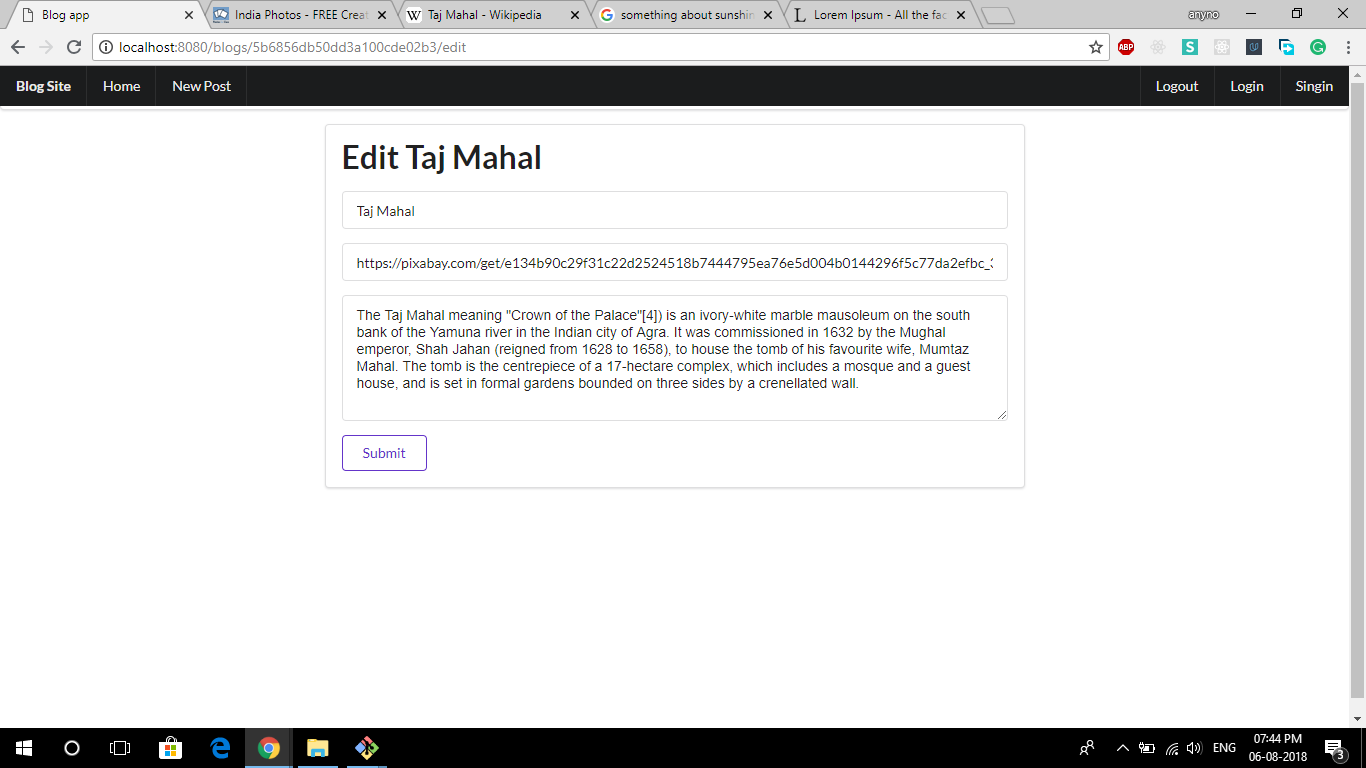 Blog app
India Photos - FREE Creat
Taj Mahal - Wikipedia
something about sunshin
Lorem Ipsum - All the fac
anyno
localhost:8080/blogs/5b6856db50dd3a100cde02b3/edit
ABP
Blog Site
Home
New Post
Logout
Login
Singin
Edit Taj Mahal
Taj Mahal
https://pixabay.com/get/e134b90c29f31c22d2524518b7444795ea76e5d004b0144296f5c77da2efbc_3
The Taj Mahal meaning "Crown of the Palace"[4]) is an ivory-white marble mausoleum on the south
bank of the Yamuna river in the Indian city of Agra. It was commissioned in 1632 by the Mughal
emperor, Shah Jahan (reigned from 1628 to 1658), to house the tomb of his favourite wife, Mumtaz
Mahal. The tomb is the centrepiece of a 17-hectare complex, which includes a mosque and a guest
house, and is set in formal gardens bounded on three sides by a crenellated wall.
Submit
ENG
07:44 PM
06-08-2018
3